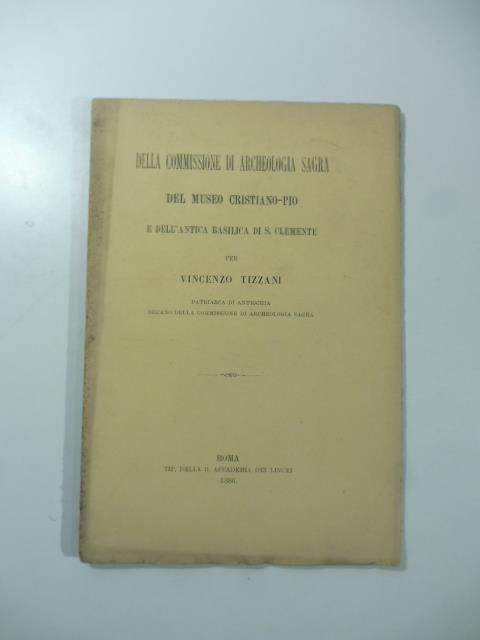 DELLA COMMISSIONE DI ARCHEOLOGIA SAGRA
DEL MUSEO CRISTIANO-PIO
E DELL'ANTICA BASILICA DI S. CLEMENTE
PER
VINCENZO TIZZANI
PATRIARCA DI ANTIOCHIA
DECANO DELLA COMMISSIONE DI ARCHEOLOGIA SAGRA
ROMA
TIP. DELLA R. ACCADEMIA DEI LINCEI
1886.